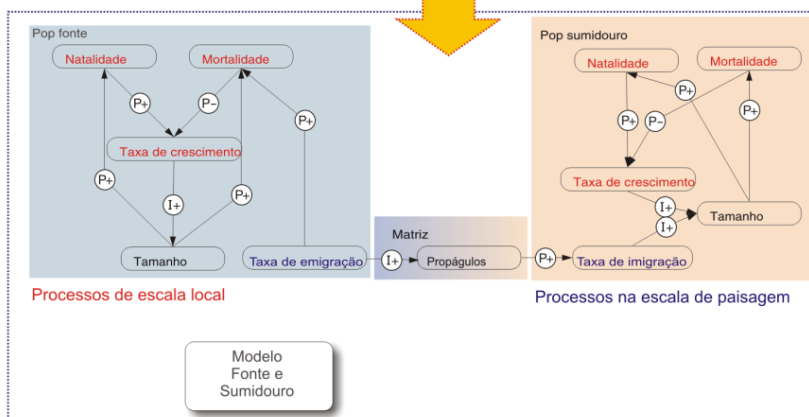 Pop fonte
Natalidade
Mortalidade
P+
P-
P+
Taxa de crescimento
P+
I+
P+
Tamanho
Taxa de emigração
I+
Matriz
Propágulos
P+
Pop sumidouro
Natalidade
Mortalidade
P+
P+
P-
P+
Taxa de crescimento
I+
I+
Tamanho
Taxa de imigração
Processos de escala local
Processos na escala de paisagem
Modelo
Fonte e
Sumidouro